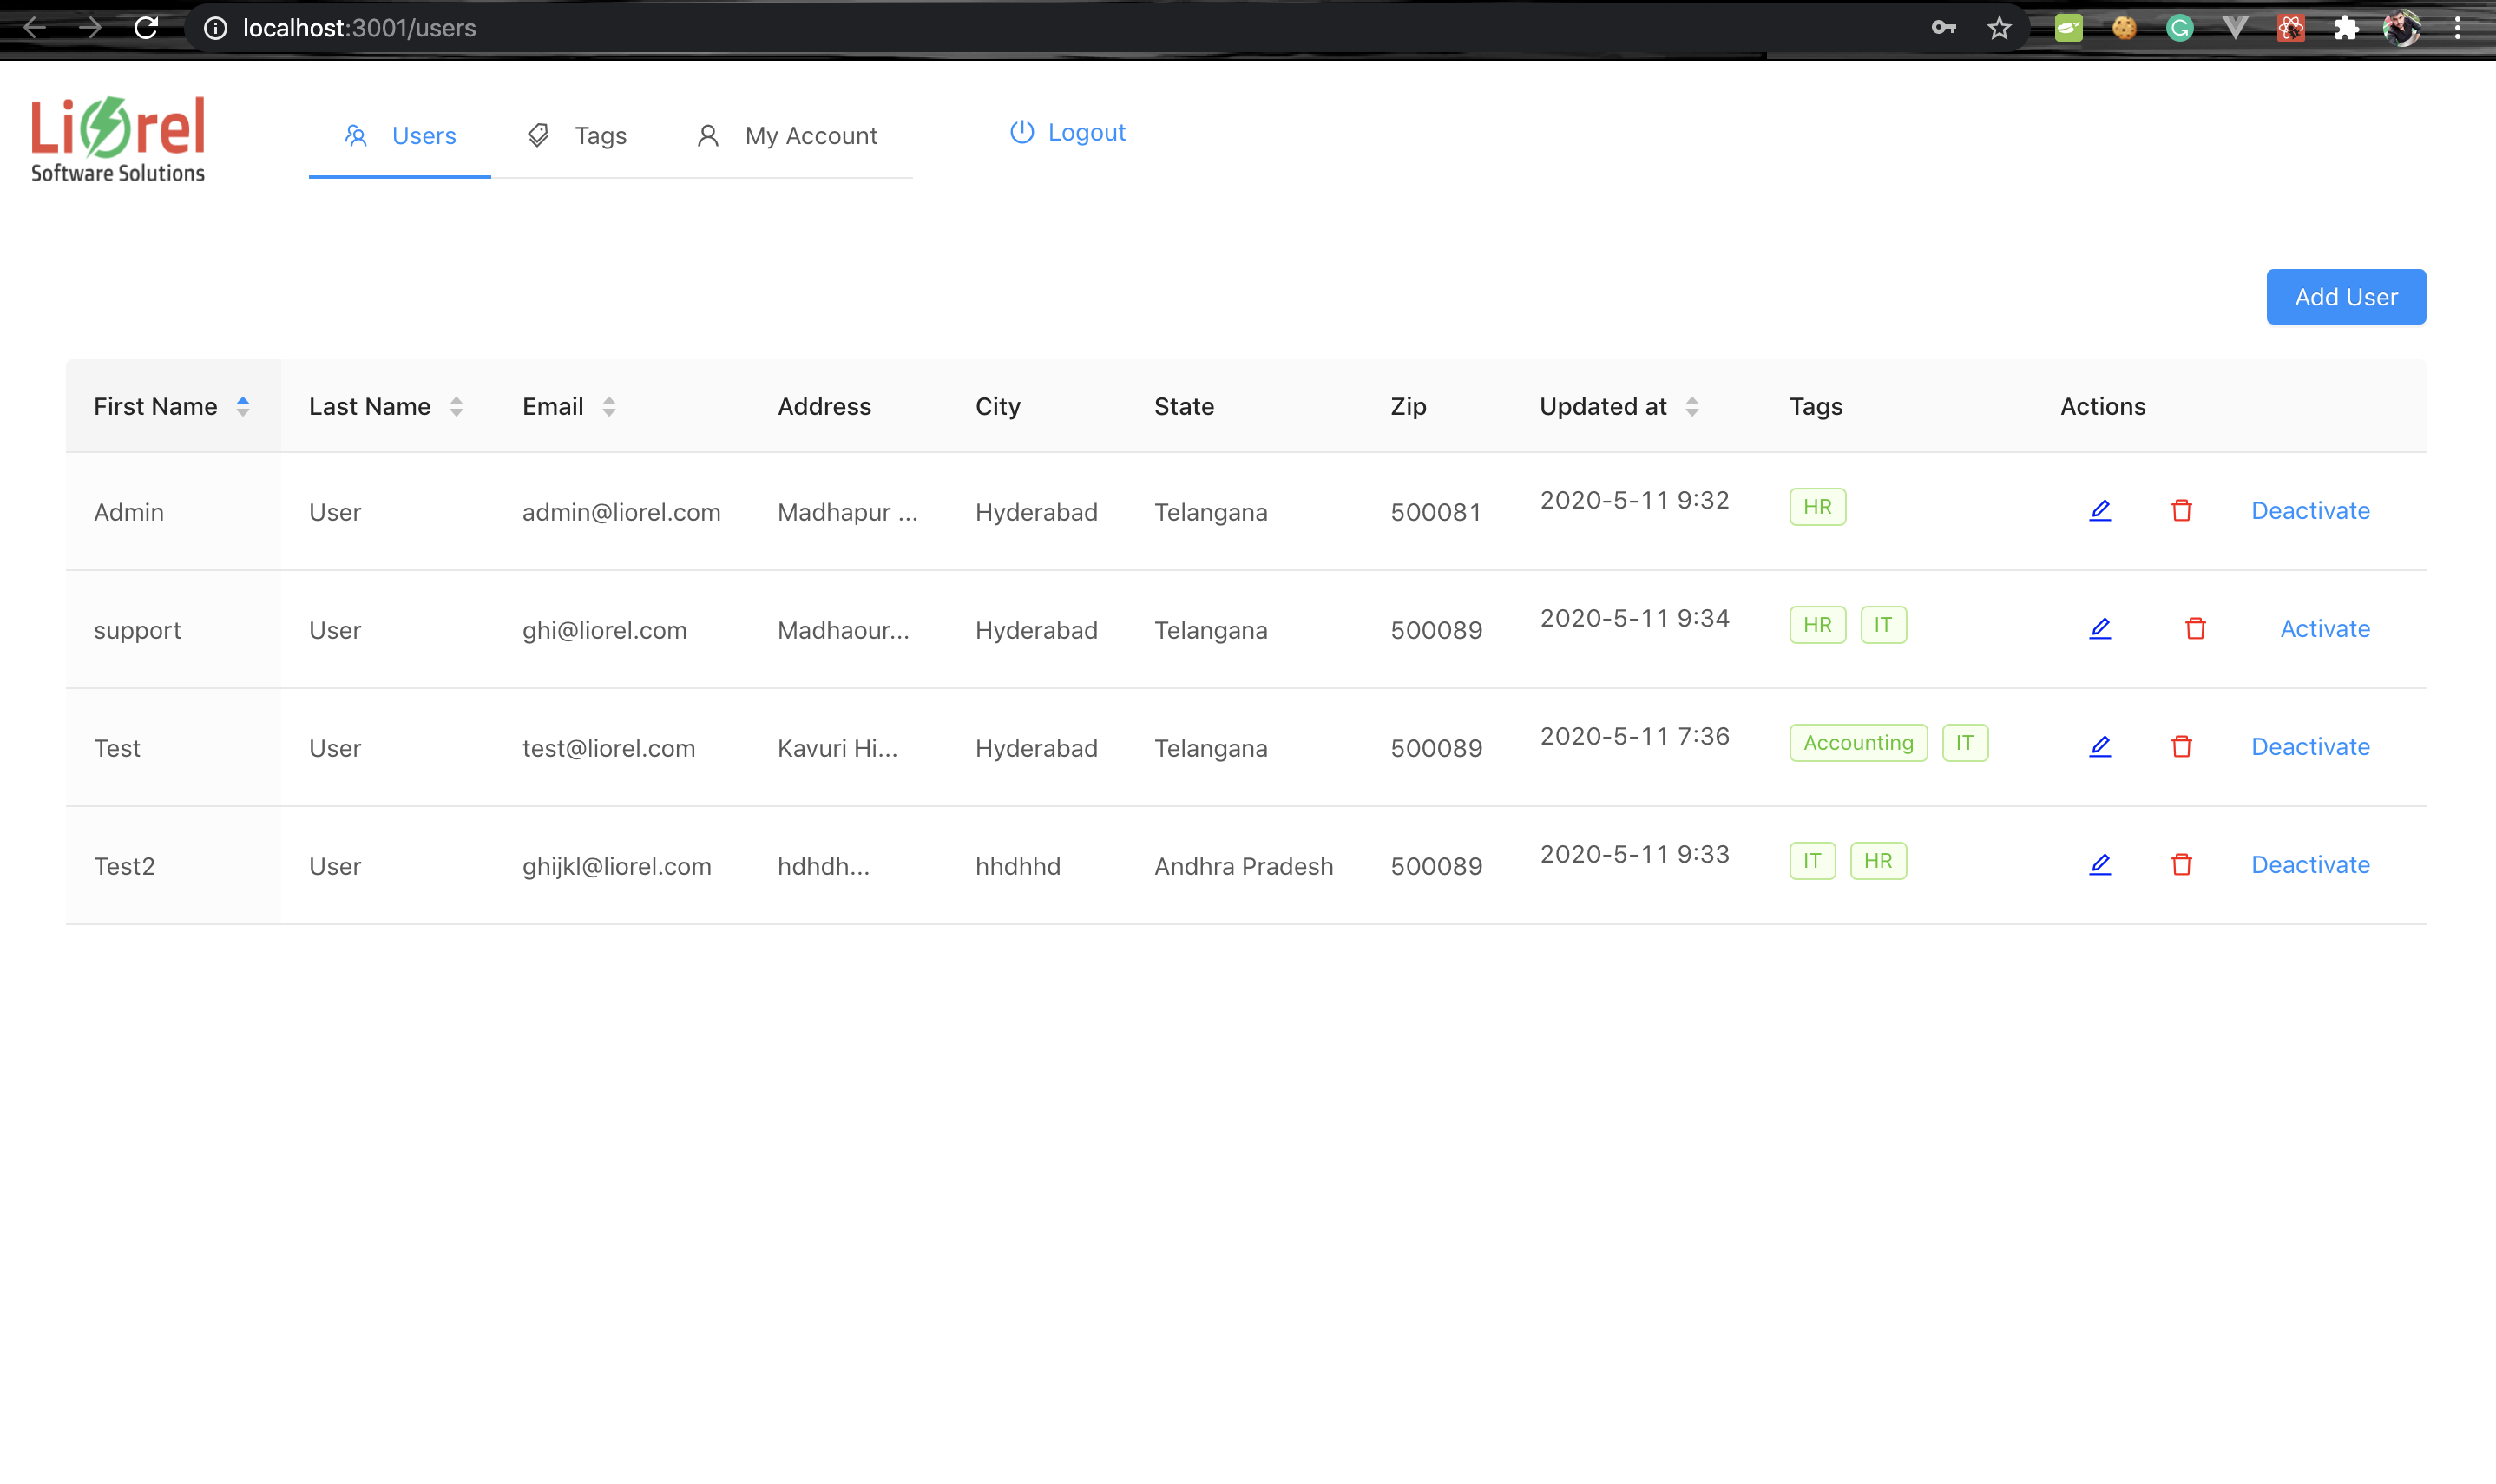 localhost:3001/users
Liorel
Software Solutions
Users Tags My Account Logout
Add User
First Name Last Name Email Address City State Zip Updated at Tags Actions
Admin User admin@liorel.com Madhapur ... Hyderabad Telangana 500081 2020-5-11 9:32 HR Deactivate
support User ghi@liorel.com Madhaour... Hyderabad Telangana 500089 2020-5-11 9:34 HR IT Activate
Test User test@liorel.com Kavuri Hi... Hyderabad Telangana 500089 2020-5-11 7:36 Accounting IT Deactivate
Test2 User ghijkl@liorel.com hdhdh... hhdhhd Andhra Pradesh 500089 2020-5-11 9:33 IT HR Deactivate